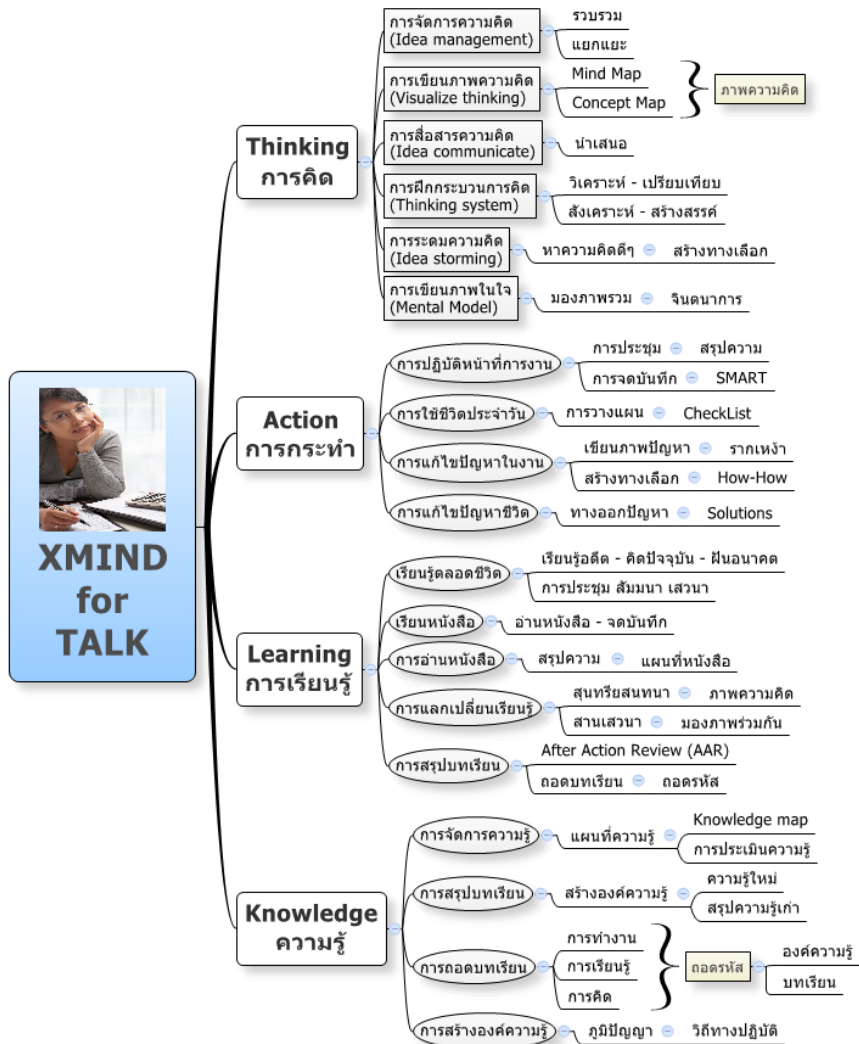 XMIND
for
TALK
Thinking
การคิด
การจัดการความคิด
(Idea management)
รวบรวม
แยกแยะ
การเขียนภาพความคิด
(Visualize thinking)
Mind Map
Concept Map
ภาพความคิด
การสื่อสารความคิด
(Idea communicate)
นำเสนอ
การฝึกกระบวนการคิด
(Thinking system)
วิเคราะห์ - เปรียบเทียบ
สังเคราะห์ - สร้างสรรค์
การระดมความคิด
(Idea storming)
หาความคิดดีๆ
สร้างทางเลือก
การเขียนภาพในใจ
(Mental Model)
มองภาพรวม
จินตนาการ
Action
การกระทำ
การปฏิบัติหน้าที่การงาน
การประชุม
สรุปความ
การจดบันทึก
SMART
การใช้ชีวิตประจำวัน
การวางแผน
CheckList
การแก้ไขปัญหาในงาน
เขียนภาพปัญหา
รากเหง้า
สร้างทางเลือก
How-How
การแก้ไขปัญหาชีวิต
ทางออกปัญหา
Solutions
Learning
การเรียนรู้
เรียนรู้ตลอดชีวิต
เรียนรู้อดีต - คิดปัจจุบัน - ฝันอนาคต
การประชุม สัมมนา เสวนา
เรียนหนังสือ
อ่านหนังสือ - จดบันทึก
การอ่านหนังสือ
สรุปความ
แผนที่หนังสือ
การแลกเปลี่ยนเรียนรู้
สุนทรียสนทนา
ภาพความคิด
สานเสวนา
มองภาพร่วมกัน
การสรุปบทเรียน
After Action Review (AAR)
ถอดบทเรียน
ถอดรหัส
Knowledge
ความรู้
การจัดการความรู้
แผนที่ความรู้
Knowledge map
การประเมินความรู้
การสรุปบทเรียน
สร้างองค์ความรู้
ความรู้ใหม่
สรุปความรู้เก่า
การถอดบทเรียน
การทำงาน
การเรียนรู้
การคิด
ถอดรหัส
องค์ความรู้
บทเรียน
การสร้างองค์ความรู้
ภูมิปัญญา
วิถีทางปฏิบัติ